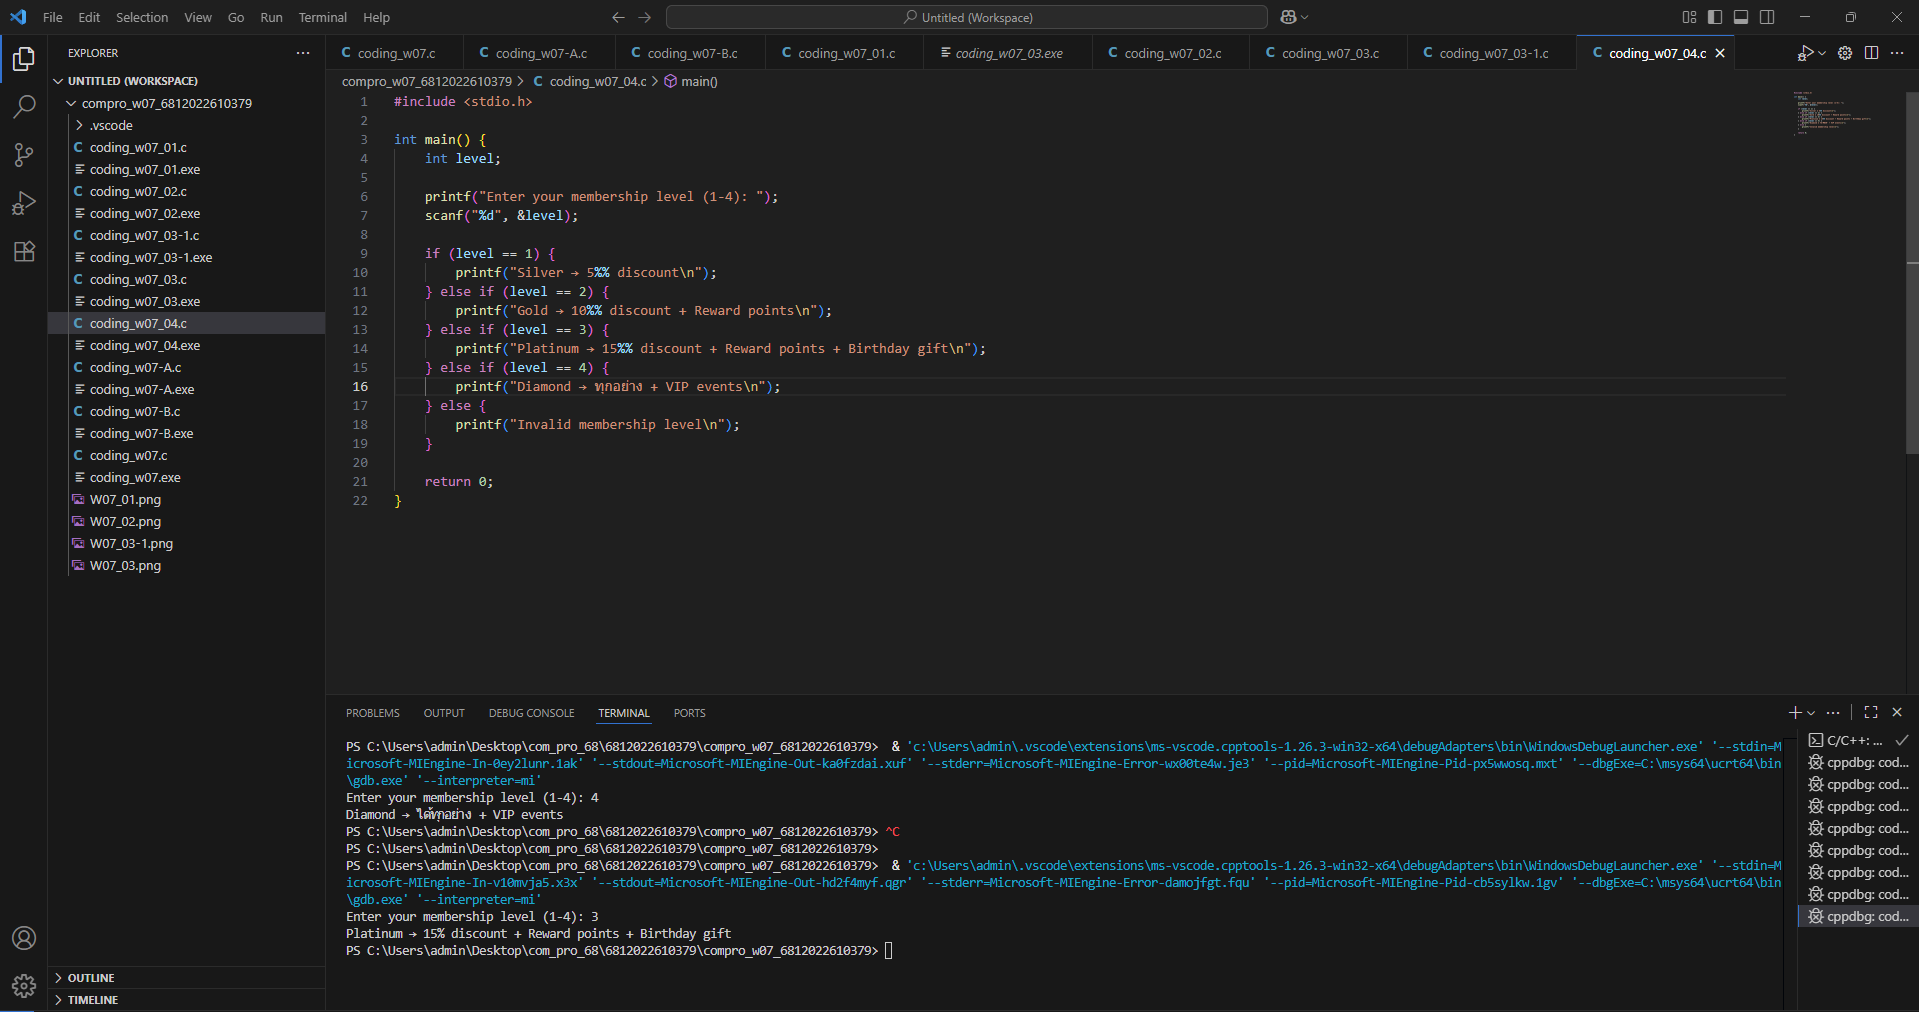 File Edit Selection View Go Run Terminal Help
Untitled (Workspace)
EXPLORER
UNTITLED (WORKSPACE)
compro_w07_6812022610379
.vscode
coding_w07_01.c
coding_w07_01.exe
coding_w07_02.c
coding_w07_02.exe
coding_w07_03-1.c
coding_w07_03-1.exe
coding_w07_03.c
coding_w07_03.exe
coding_w07_04.c
coding_w07_04.exe
coding_w07-A.c
coding_w07-A.exe
coding_w07-B.c
coding_w07-B.exe
coding_w07.c
coding_w07.exe
W07_01.png
W07_02.png
W07_03-1.png
W07_03.png
OUTLINE
TIMELINE
coding_w07.c coding_w07-A.c coding_w07-B.c coding_w07_01.c coding_w07_03.exe coding_w07_02.c coding_w07_03.c coding_w07_03-1.c coding_w07_04.c
compro_w07_6812022610379 > C coding_w07_04.c > main()
1 #include <stdio.h>
2
3 int main() {
4 int level;
5
6 printf("Enter your membership level (1-4): ");
7 scanf("%d", &level);
8
9 if (level == 1) {
10 printf("Silver → 5%% discount\n");
11 } else if (level == 2) {
12 printf("Gold → 10%% discount + Reward points\n");
13 } else if (level == 3) {
14 printf("Platinum → 15%% discount + Reward points + Birthday gift\n");
15 } else if (level == 4) {
16 printf("Diamond → ทุกอย่าง + VIP events\n");
17 } else {
18 printf("Invalid membership level\n");
19 }
20
21 return 0;
22 }
PROBLEMS OUTPUT DEBUG CONSOLE TERMINAL PORTS
PS C:\Users\admin\Desktop\com_pro_68\6812022610379\compro_w07_6812022610379> & 'c:\Users\admin\.vscode\extensions\ms-vscode.cpptools-1.26.3-win32-x64\debugAdapters\bin\WindowsDebugLauncher.exe' '--stdin=M
icrosoft-MIEngine-In-0ey2lunr.1ak' '--stdout=Microsoft-MIEngine-Out-ka0fzdai.xuf' '--stderr=Microsoft-MIEngine-Error-wx00te4w.je3' '--pid=Microsoft-MIEngine-Pid-px5wwosq.mxt' '--dbgExe=C:\msys64\ucrt64\bin
\gdb.exe' '--interpreter=mi'
Enter your membership level (1-4): 4
Diamond → ได้ทุกอย่าง + VIP events
PS C:\Users\admin\Desktop\com_pro_68\6812022610379\compro_w07_6812022610379> ^C
PS C:\Users\admin\Desktop\com_pro_68\6812022610379\compro_w07_6812022610379>
PS C:\Users\admin\Desktop\com_pro_68\6812022610379\compro_w07_6812022610379> & 'c:\Users\admin\.vscode\extensions\ms-vscode.cpptools-1.26.3-win32-x64\debugAdapters\bin\WindowsDebugLauncher.exe' '--stdin=M
icrosoft-MIEngine-In-v10mvja5.x3x' '--stdout=Microsoft-MIEngine-Out-hd2f4myf.qgr' '--stderr=Microsoft-MIEngine-Error-damojfgt.fqu' '--pid=Microsoft-MIEngine-Pid-cb5sylkw.1gv' '--dbgExe=C:\msys64\ucrt64\bin
\gdb.exe' '--interpreter=mi'
Enter your membership level (1-4): 3
Platinum → 15% discount + Reward points + Birthday gift
PS C:\Users\admin\Desktop\com_pro_68\6812022610379\compro_w07_6812022610379>
C/C++: ...
cppdbg: cod...
cppdbg: cod...
cppdbg: cod...
cppdbg: cod...
cppdbg: cod...
cppdbg: cod...
cppdbg: cod...
cppdbg: cod...